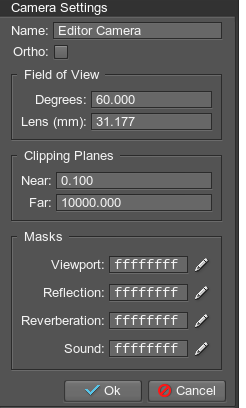 Camera Settings
Name: Editor Camera
Ortho:
Field of View
Degrees: 60.000
Lens (mm): 31.177
Clipping Planes
Near: 0.100
Far: 10000.000
Masks
Viewport: ffffffff
Reflection: ffffffff
Reverberation: ffffffff
Sound: ffffffff
Ok Cancel